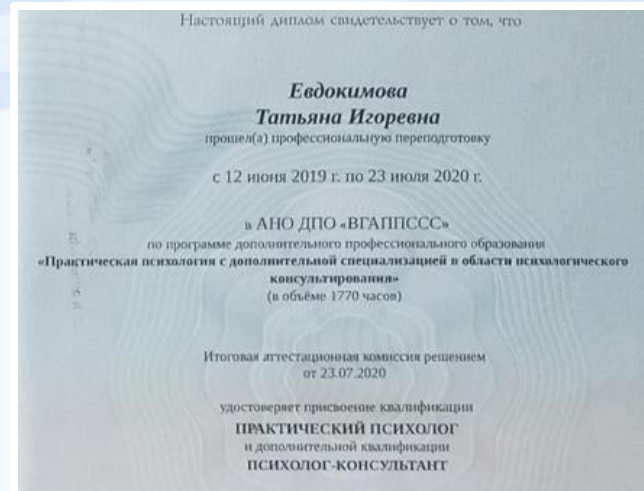 Настоящий диплом свидетельствует о том, что
Евдокимова
Татьяна Игоревна
прошел(а) профессиональную переподготовку
с 12 июня 2019 г. по 23 июля 2020 г.
в АНО ДПО «ВГАППССС»
по программе дополнительного профессионального образования
«Практическая психология с дополнительной специализацией в области психологического
консультирования»
(в объёме 1770 часов)
Итоговая аттестационная комиссия решением
от 23.07.2020
удостоверяет присвоение квалификации
ПРАКТИЧЕСКИЙ ПСИХОЛОГ
и дополнительной квалификации
ПСИХОЛОГ-КОНСУЛЬТАНТ